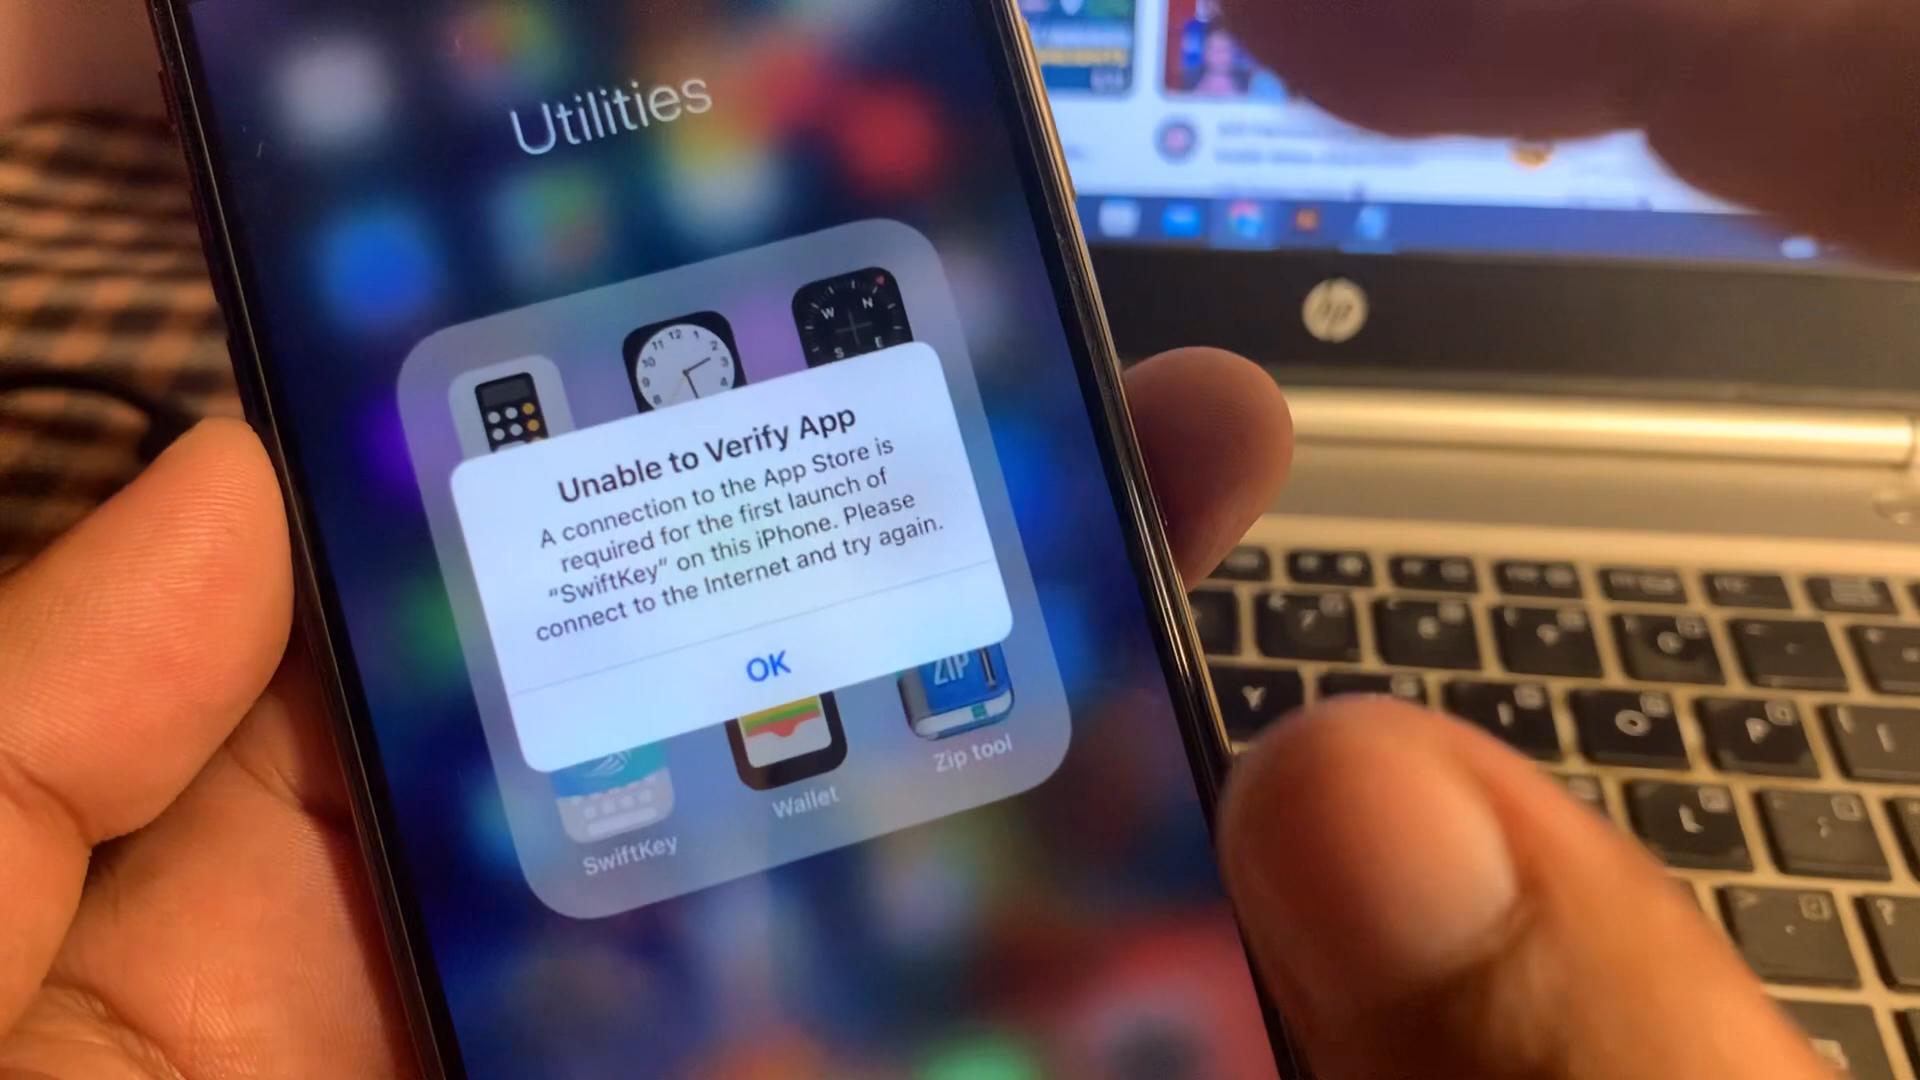 Utilities
W N
S E
Unable to Verify App
A connection to the App Store is
required for the first launch of
“SwiftKey” on this iPhone. Please
connect to the Internet and try again.
OK
ZIP
SwiftKey
Wallet
Zip tool
hp
Y
O
P
L